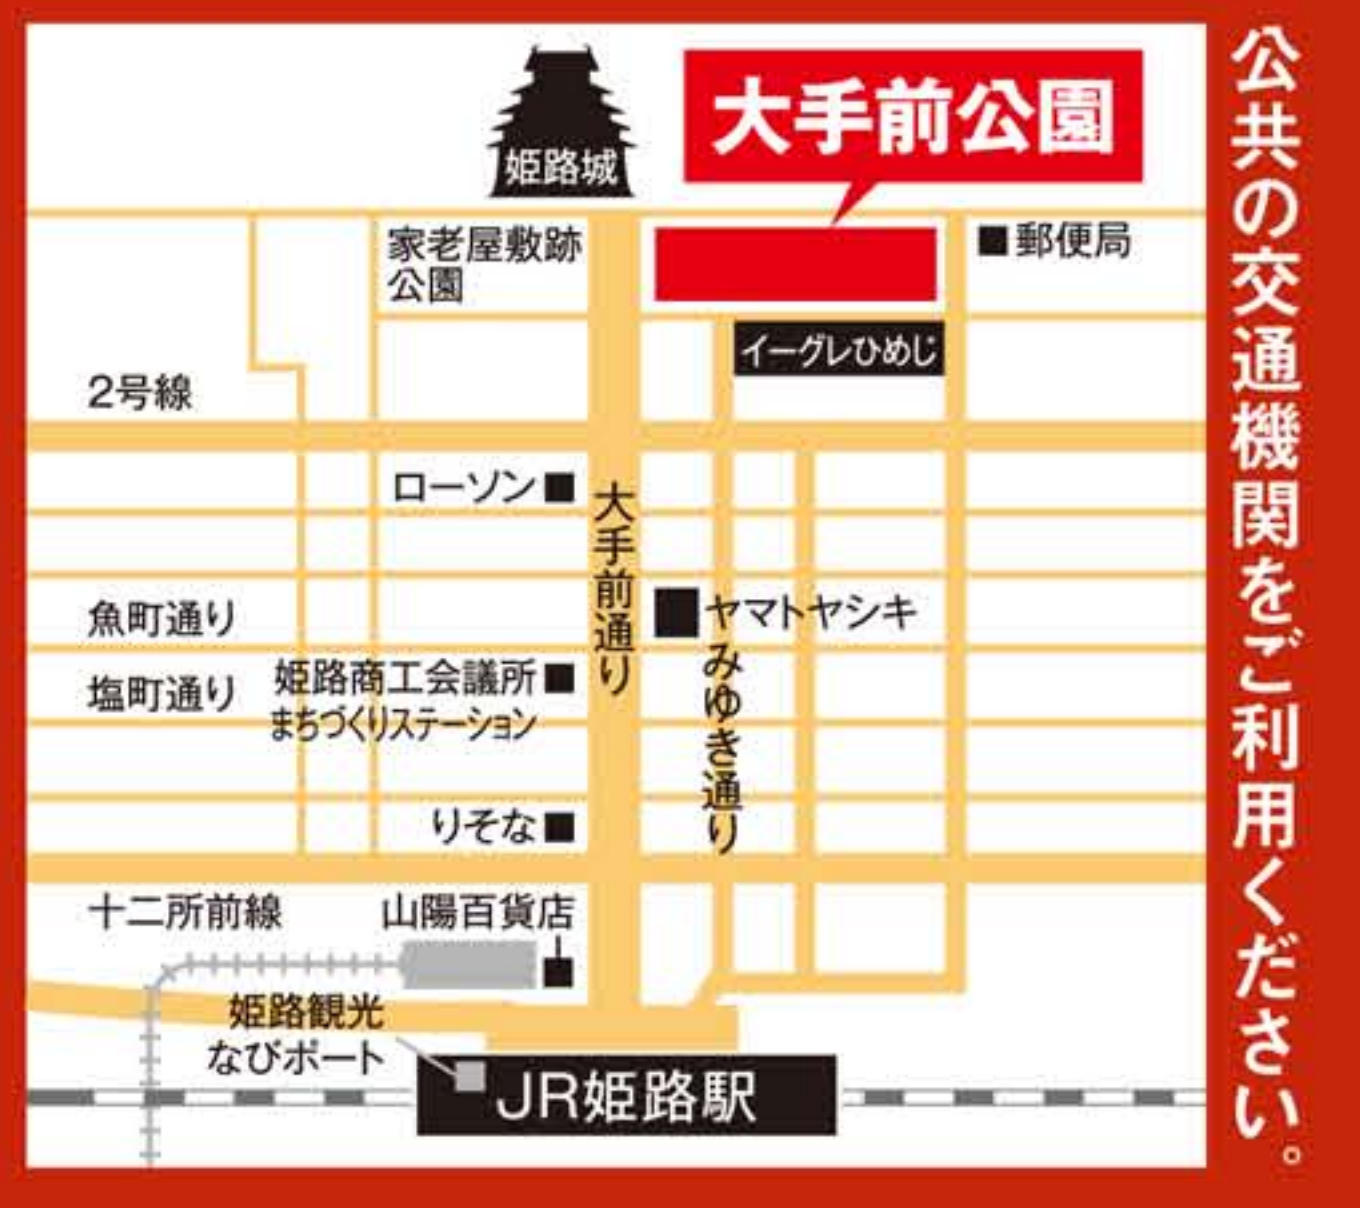 大手前公園
姫路城
家老屋敷跡
公園
郵便局
イーグレひめじ
2号線
ローソン
大手前通り
魚町通り
ヤマトヤシキ
みゆき通り
塩町通り
姫路商工会議所
まちづくりステーション
りそな
十二所前線
山陽百貨店
姫路観光
なびポート
JR姫路駅
公共の交通機関をご利用ください。